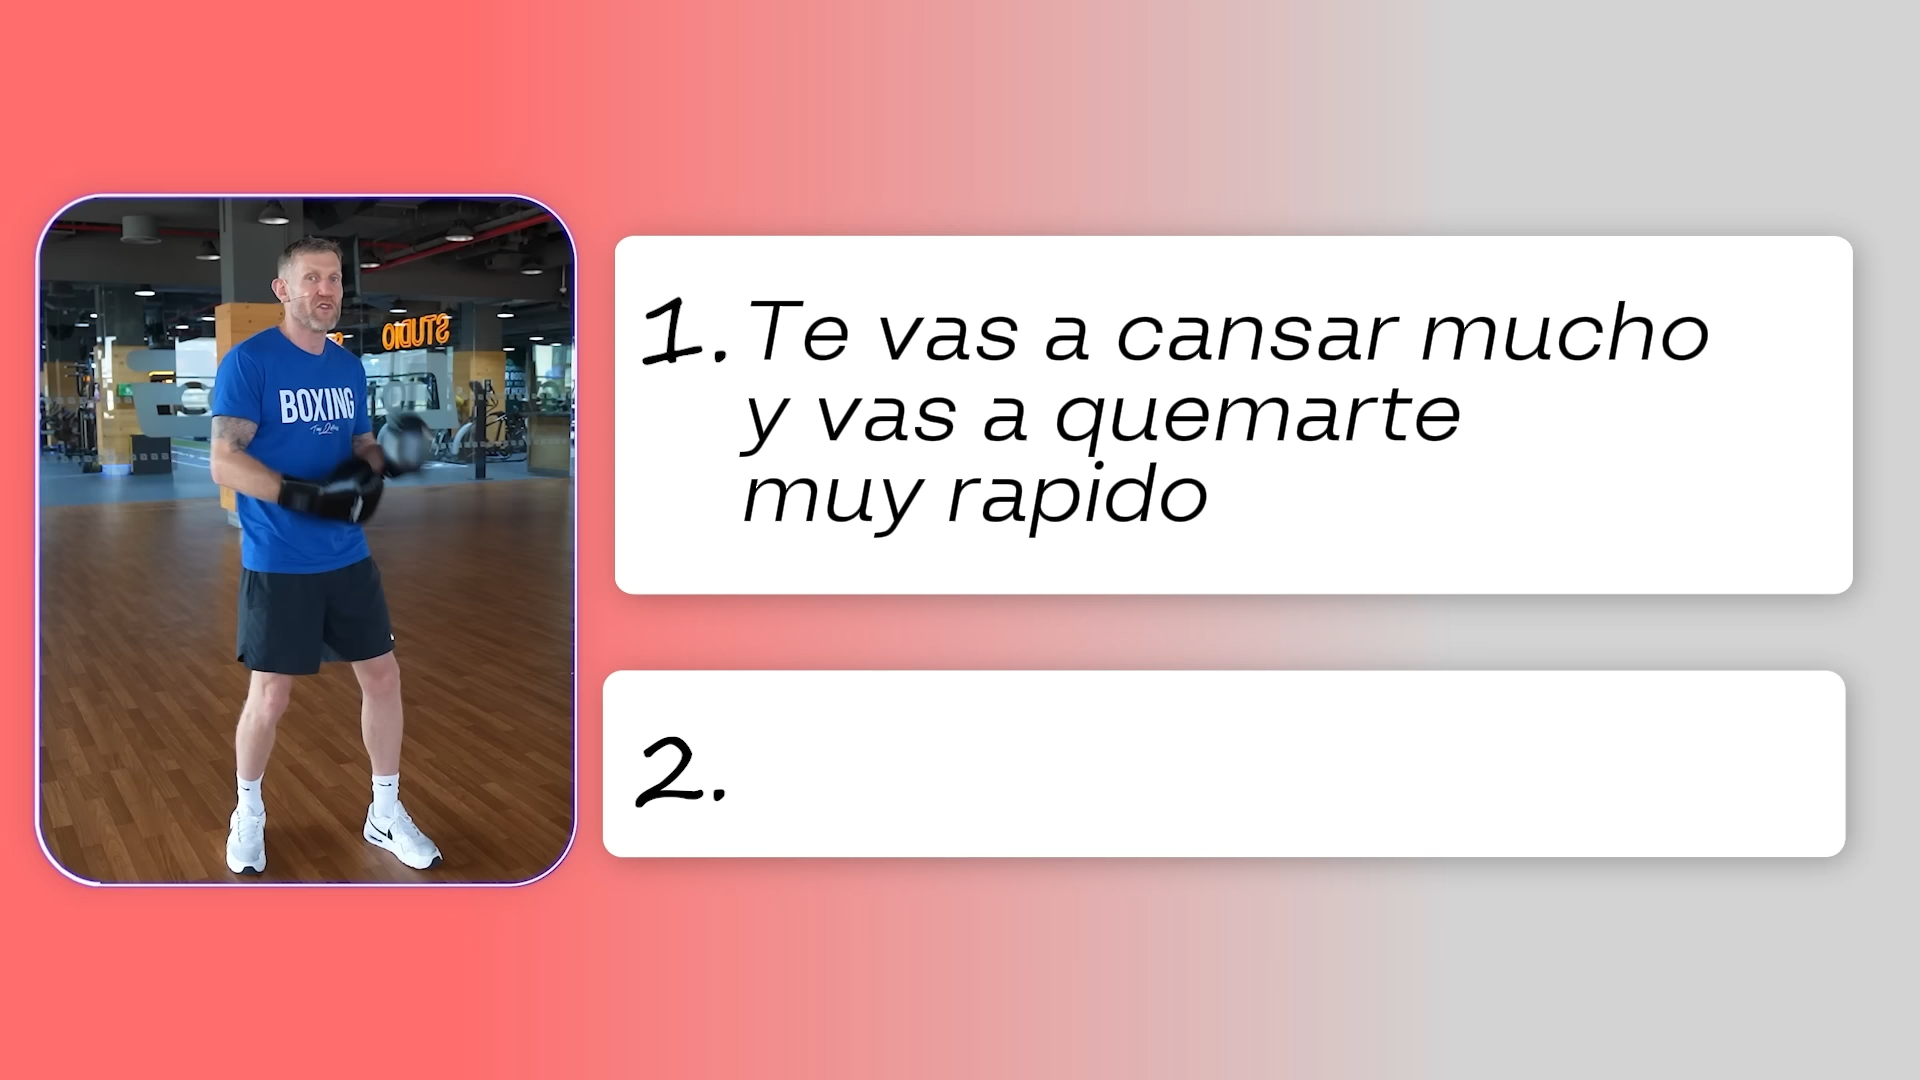 1. Te vas a cansar mucho
y vas a quemarte
muy rapido
2.
STUDIO
BOXING